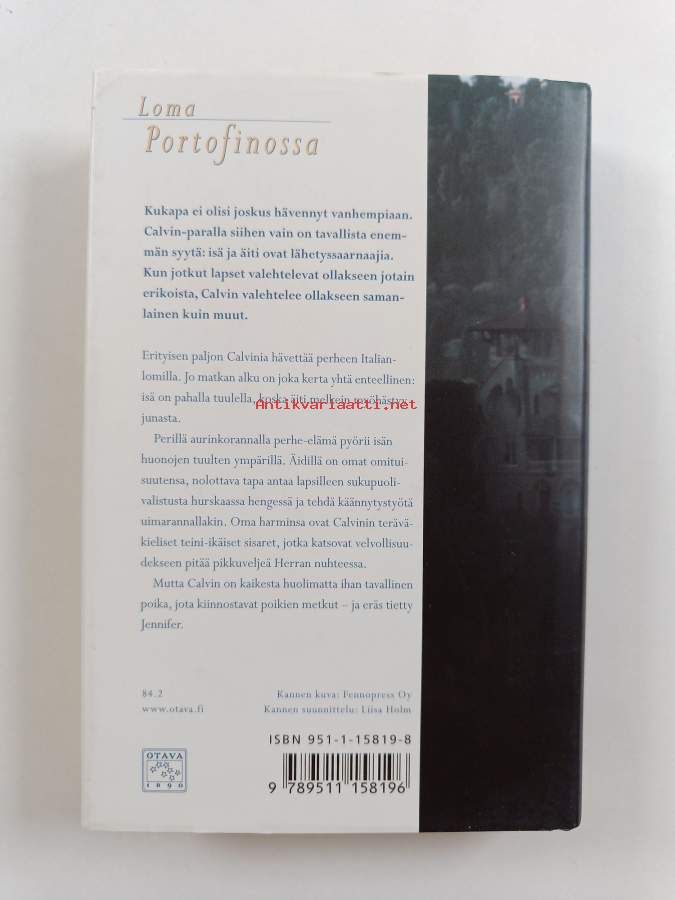 Loma
Portofinossa
Kukapa ei olisi joskus hävennyt vanhempiaan.
Calvin-paralla siihen vain on tavallista enem-
män syytä: isä ja äiti ovat lähetyssaarnaajia.
Kun jotkut lapset valehtelevat ollakseen jotain
erikoista, Calvin valehtelee ollakseen saman-
lainen kuin muut.
Erityisen paljon Calvinia hävettää perheen Italian-
lomilla. Jo matkan alku on joka kerta yhtä enteellinen:
isä on pahalla tuulella, koska äiti melkein myöhästyy
Antikvariaatti.net
junasta.
Perillä aurinkorannalla perhe-elämä pyörii isän
huonojen tuulten ympärillä. Äidillä on omat omitui-
suutensa, nolottava tapa antaa lapsilleen sukupuoli-
valistusta hurskaassa hengessä ja tehdä käännytystyötä
uimarannallakin. Oma harminsa ovat Calvinin terävä-
kieliset teini-ikäiset sisaret, jotka katsovat velvollisuu-
dekseen pitää pikkuveljeä Herran nuhteessa.
Mutta Calvin on kaikesta huolimatta ihan tavallinen
poika, jota kiinnostavat poikien metkut – ja eräs tietty
Jennifer.
84.2
www.otava.fi
Kannen kuva: Fennopress Oy
Kannen suunnittelu: Liisa Holm
OTAVA
1890
ISBN 951-1-15819-8
9 789511 158196